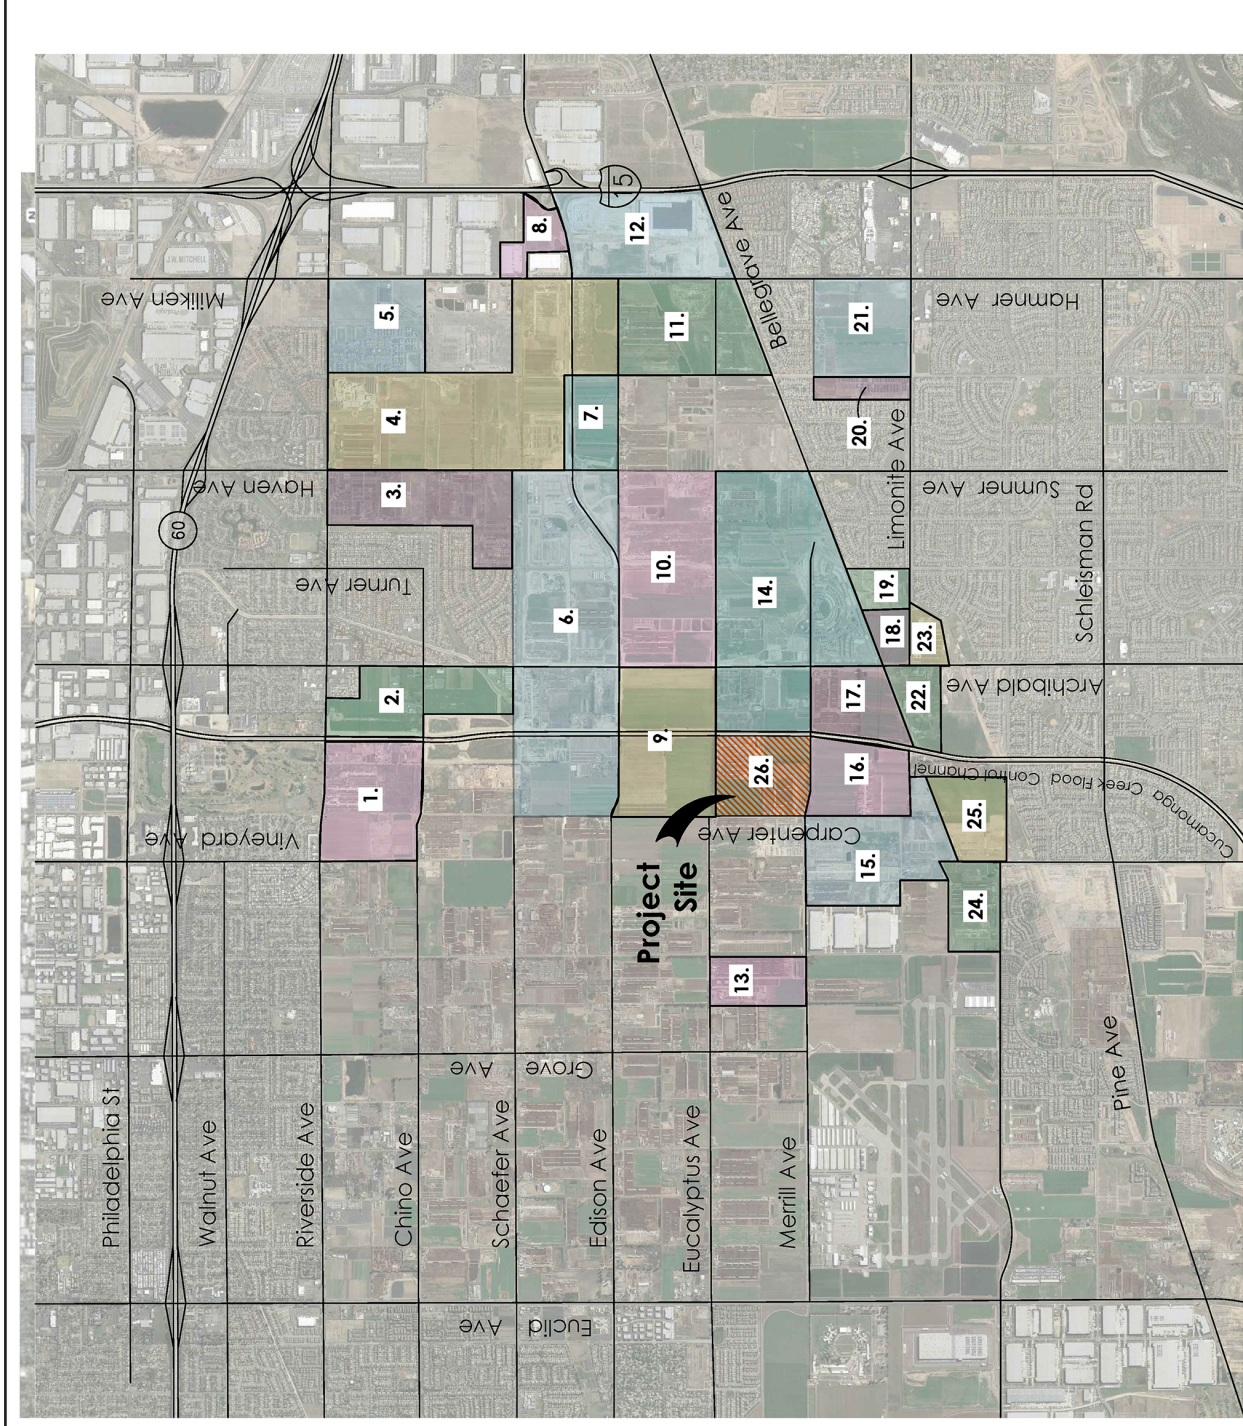 Philadelphia St
Walnut Ave
Riverside Ave
Chino Ave
Schaefer Ave
Edison Ave
Eucalyptus Ave
Merrill Ave
Pine Ave
Schleisman Rd
Limonite Ave
Bellegrave Ave
Milliken Ave
Hamner Ave
Haven Ave
Sumner Ave
Turner Ave
Archibald Ave
Vineyard Ave
Carpenter Ave
Grove Ave
Euclid Ave
Cucamonga Creek Flood Control Channel
60
15
J.W. MITCHELL
Project
Site
1.
2.
3.
4.
5.
6.
7.
8.
9.
10.
11.
12.
13.
14.
15.
16.
17.
18.
19.
20.
21.
22.
23.
24.
25.
26.